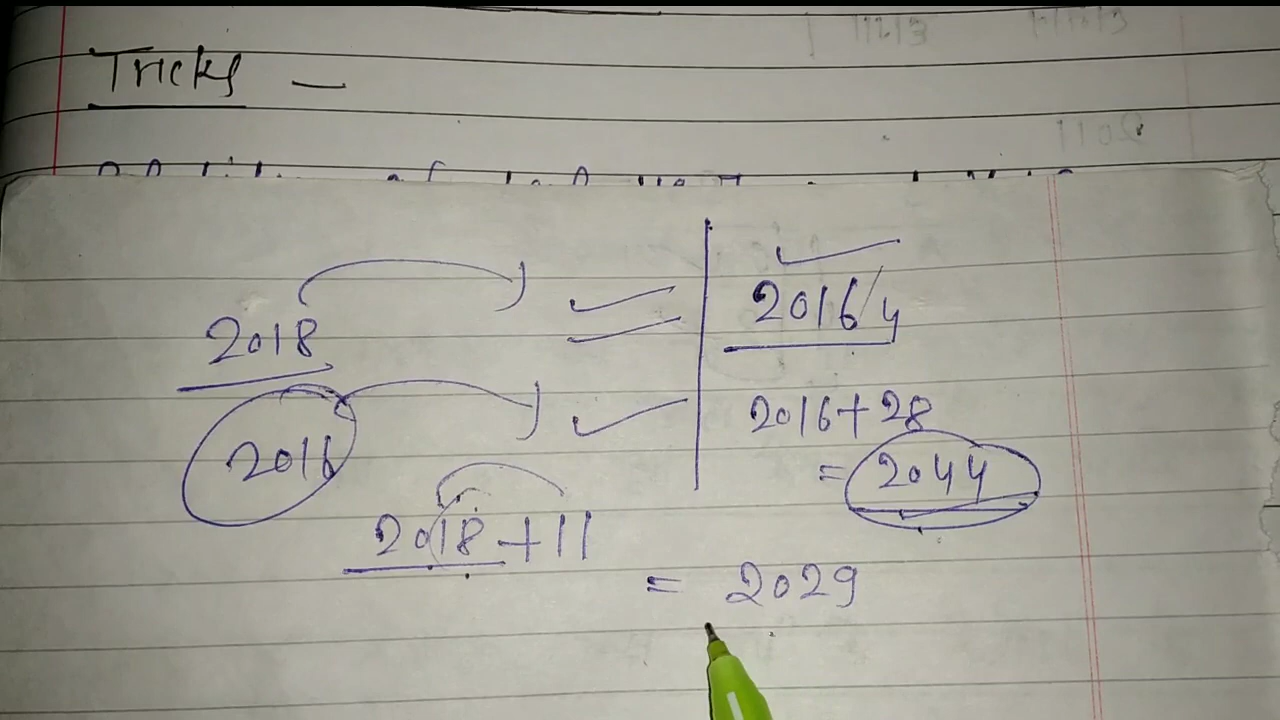 Tricks –
2018
2016
2018 + 11
= 2029
2016/4
2016 + 28
= 2044